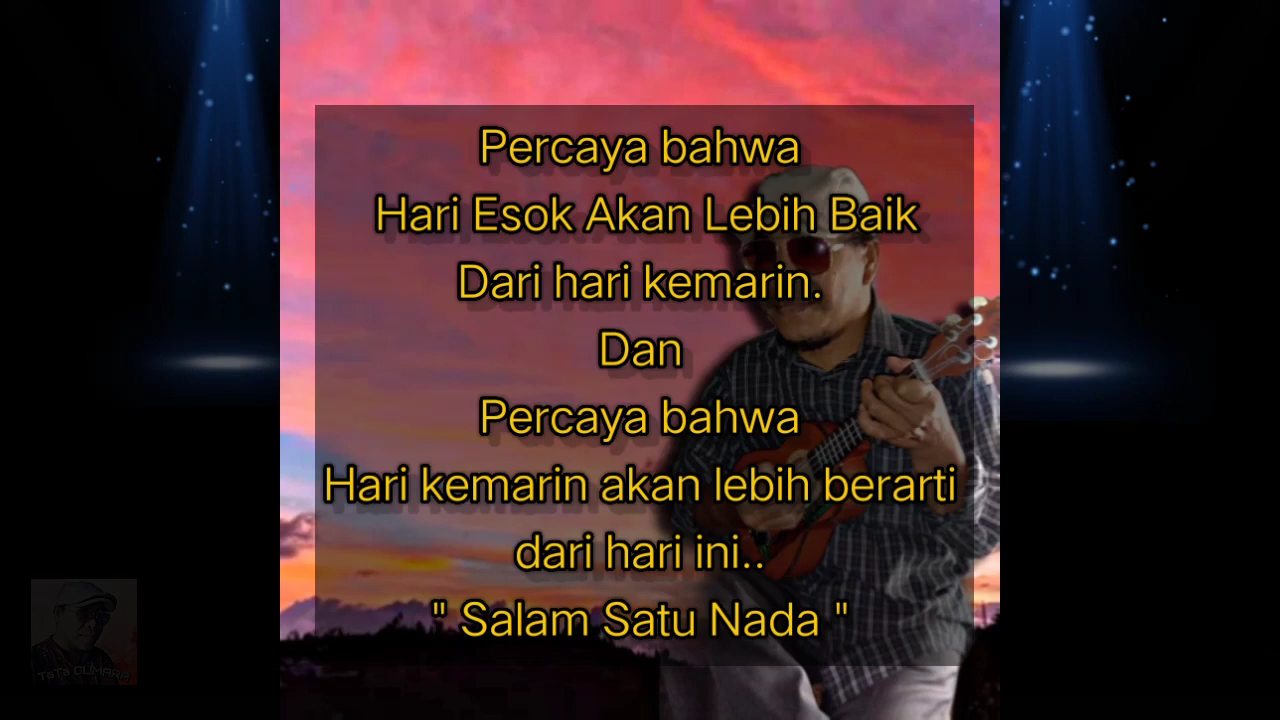 Percaya bahwa
Hari Esok Akan Lebih Baik
Dari hari kemarin.
Dan
Percaya bahwa
Hari kemarin akan lebih berarti
dari hari ini..
" Salam Satu Nada "